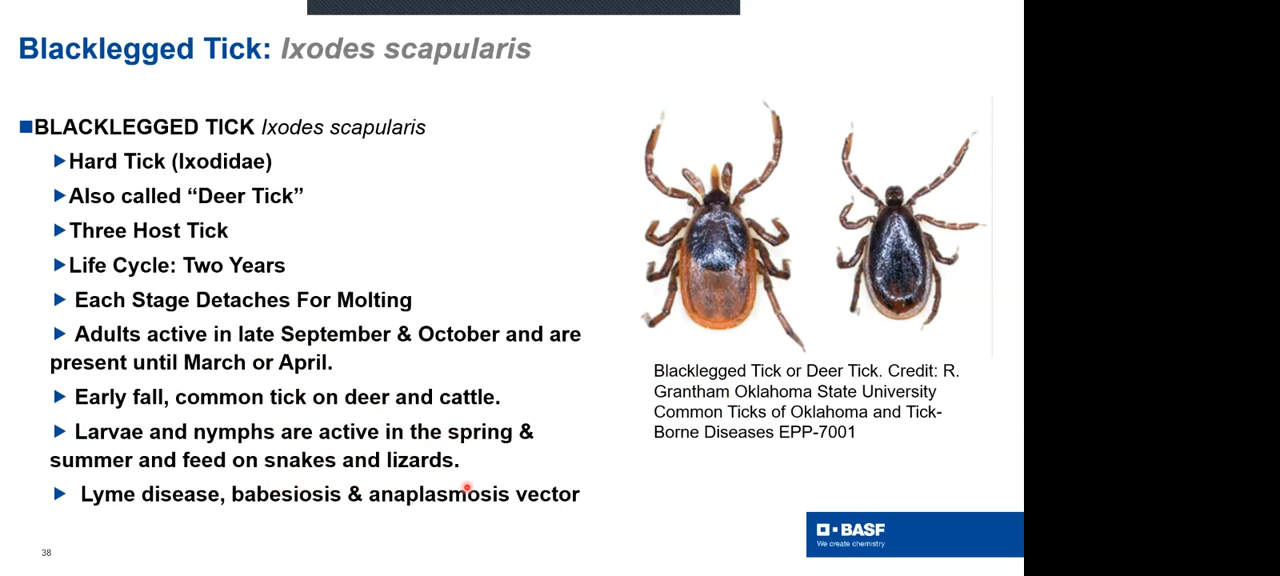 Blacklegged Tick: Ixodes scapularis
BLACKLEGGED TICK Ixodes scapularis
Hard Tick (Ixodidae)
Also called “Deer Tick”
Three Host Tick
Life Cycle: Two Years
Each Stage Detaches For Molting
Adults active in late September & October and are
present until March or April.
Early fall, common tick on deer and cattle.
Larvae and nymphs are active in the spring &
summer and feed on snakes and lizards.
Lyme disease, babesiosis & anaplasmosis vector
Blacklegged Tick or Deer Tick. Credit: R.
Grantham Oklahoma State University
Common Ticks of Oklahoma and Tick-
Borne Diseases EPP-7001
BASF
We create chemistry
38